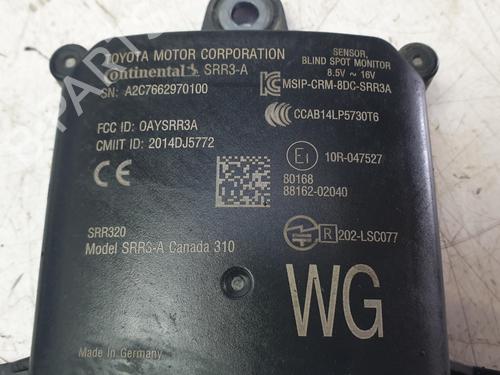 TOYOTA MOTOR CORPORATION
Continental SRR3-A
SN: A2C7662970100
SENSOR,
BLIND SPOT MONITOR
8.5V ~ 16V
MSIP-CRM-8DC-SRR3A
CCAB14LP5730T6
FCC ID: OAYSRR3A
CMIIT ID: 2014DJ5772
CE
E1 10R-047527
8D168
88162-02040
R 202-LSC077
SRR320
Model SRR3-A Canada 310
WG
Made in Germany